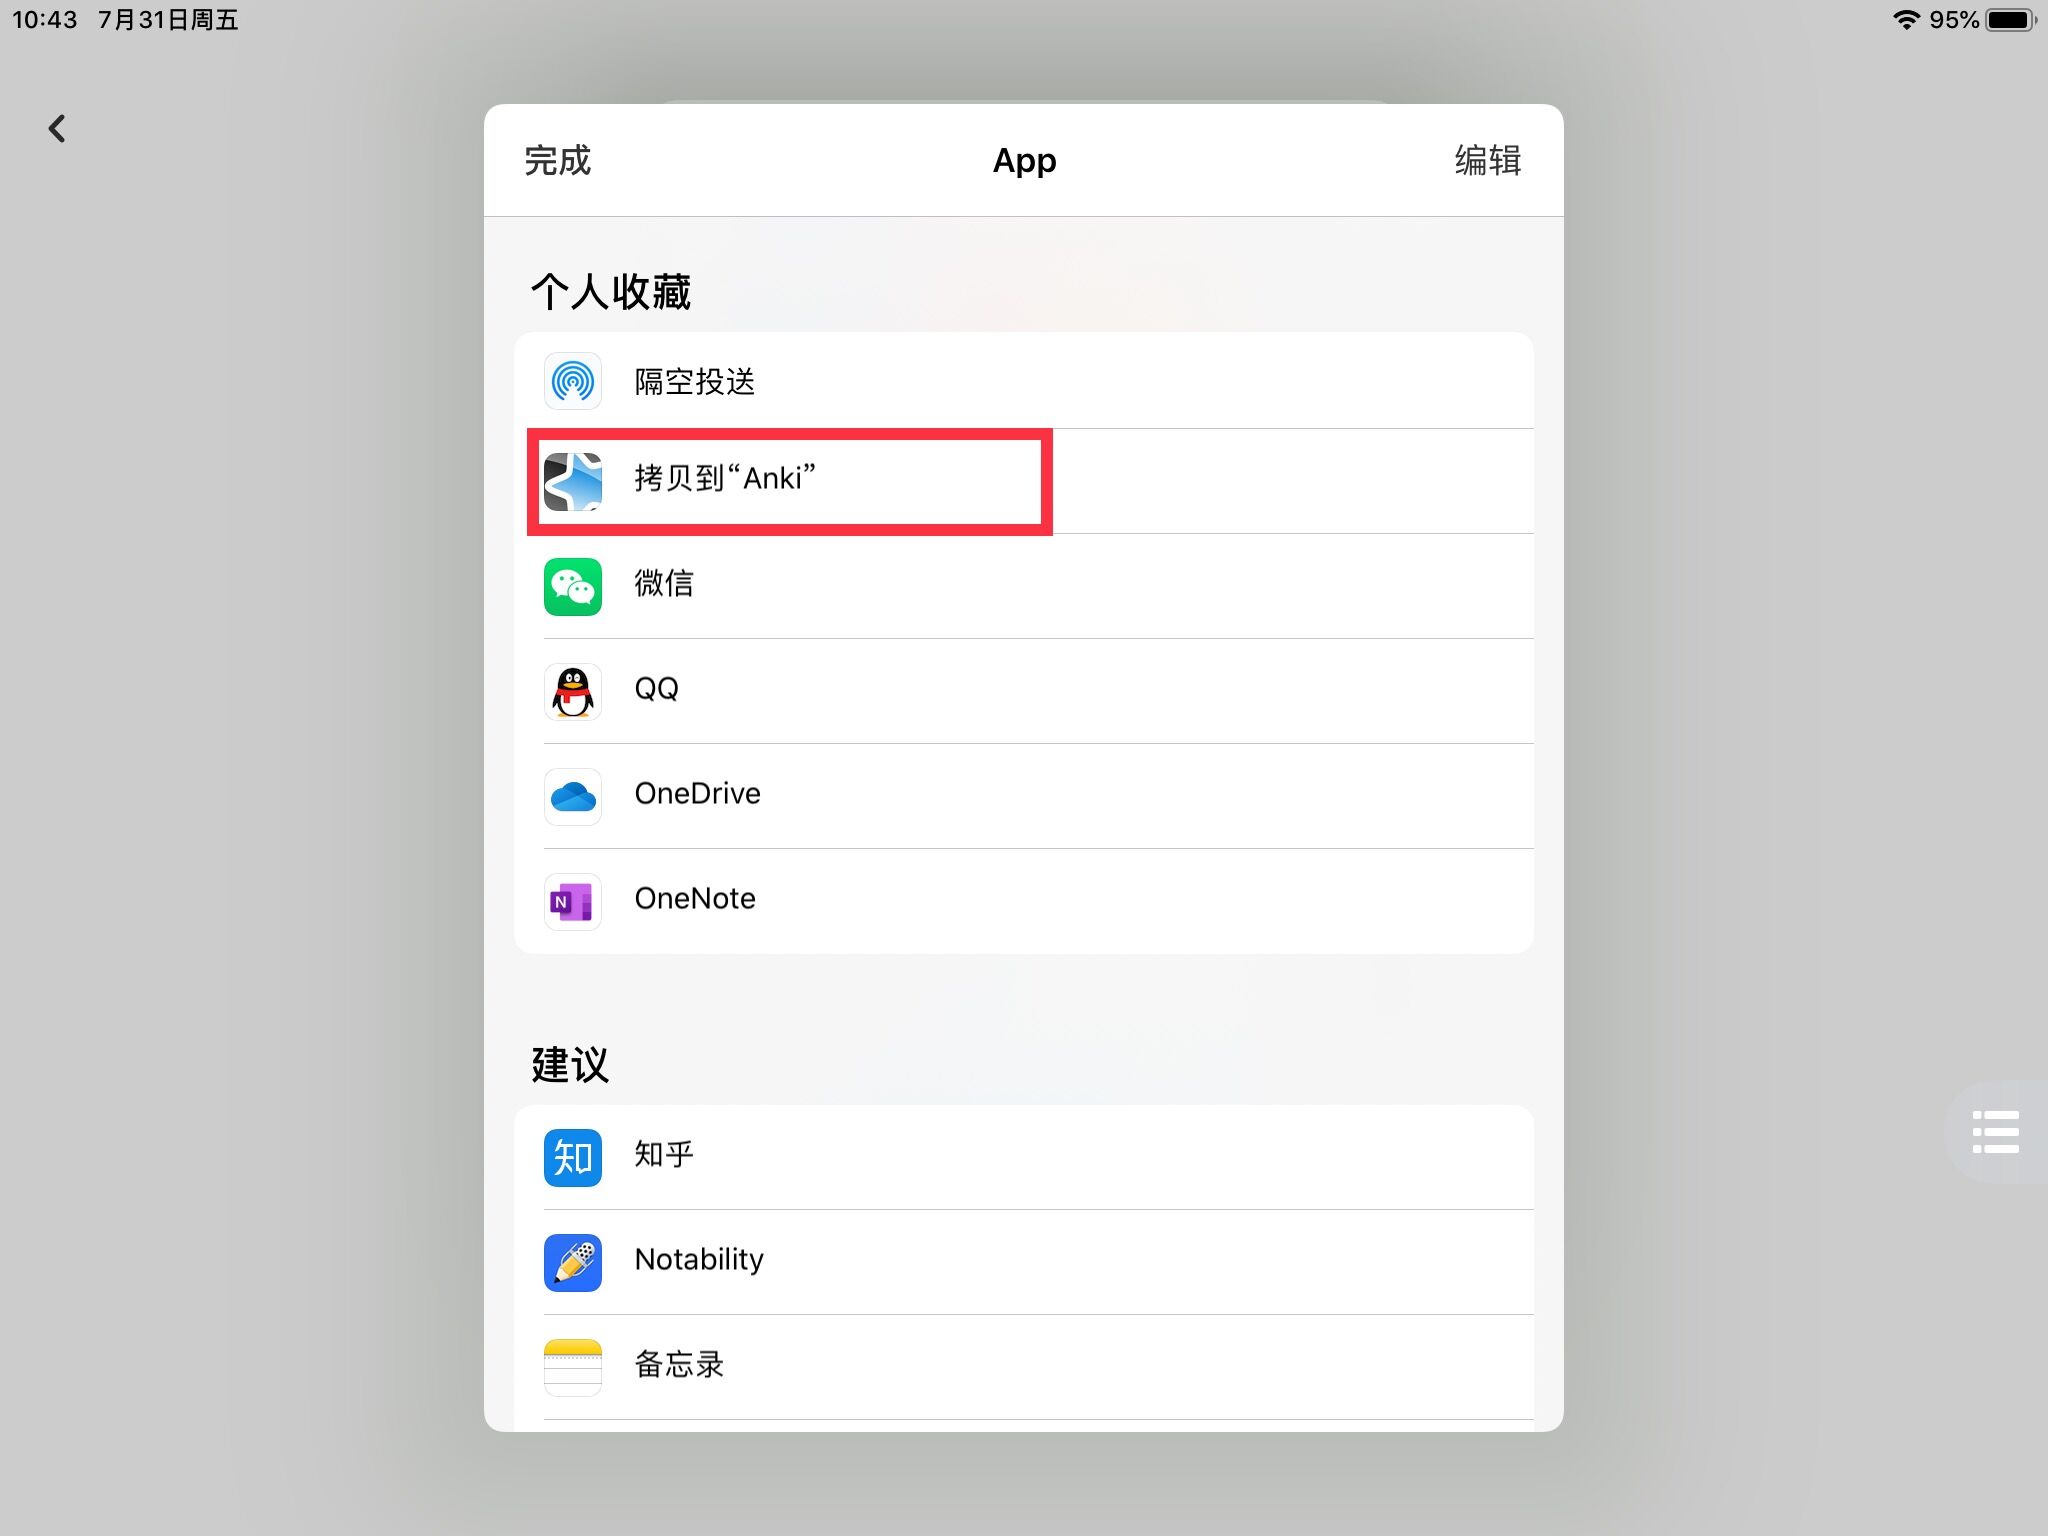 10:43 7月31日周五
95%
完成
App
编辑
个人收藏
隔空投送
拷贝到“Anki”
微信
QQ
OneDrive
N
OneNote
建议
知
知乎
Notability
备忘录